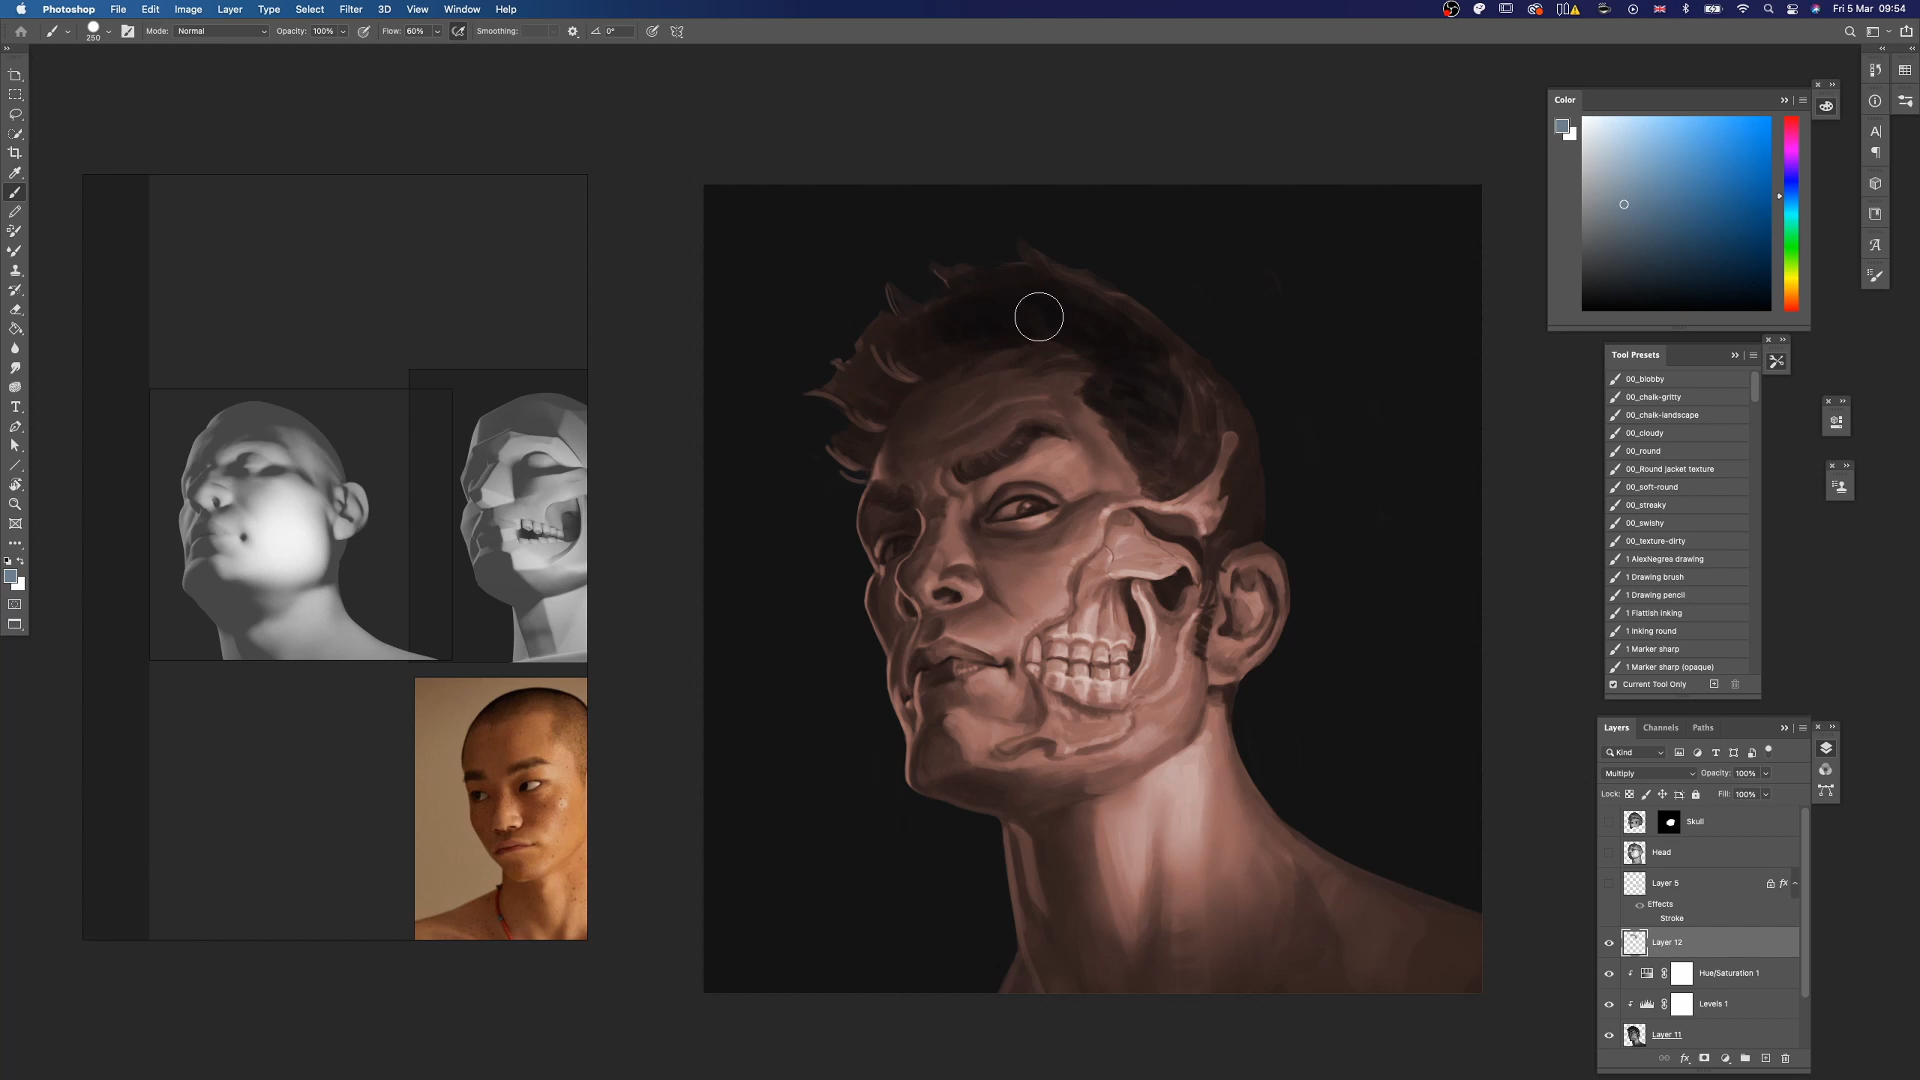 Photoshop File Edit Image Layer Type Select Filter 3D View Window Help Fri 5 Mar 09:54
250 Mode: Normal Opacity: 100% Flow: 60% Smoothing: 0°
Color
Tool Presets
00_blobby
00_chalk-gritty
00_chalk-landscape
00_cloudy
00_round
00_Round jacket texture
00_soft-round
00_streaky
00_swishy
00_texture-dirty
1 AlexNegrea drawing
1 Drawing brush
1 Drawing pencil
1 Flattish inking
1 Inking round
1 Marker sharp
1 Marker sharp (opaque)
Current Tool Only
Layers Channels Paths
Kind
Multiply Opacity: 100%
Lock: Fill: 100%
Skull
Head
Layer 5 fx
Effects
Stroke
Layer 12
Hue/Saturation 1
Levels 1
Layer 11
fx